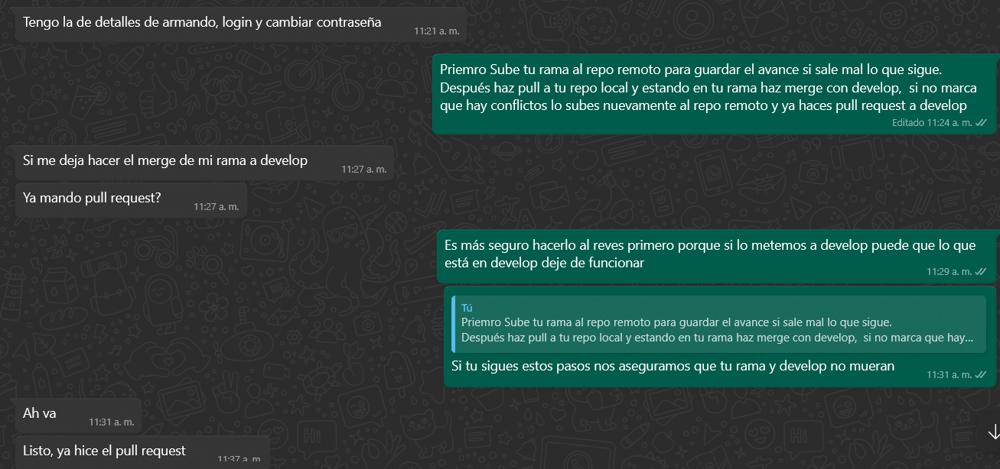 Tengo la de detalles de armando, login y cambiar contraseña
11:21 a. m.
Priemro Sube tu rama al repo remoto para guardar el avance si sale mal lo que sigue.
Después haz pull a tu repo local y estando en tu rama haz merge con develop,  si no marca
que hay conflictos lo subes nuevamente al repo remoto y ya haces pull request a develop
Editado 11:24 a. m.
Si me deja hacer el merge de mi rama a develop
11:27 a. m.
Ya mando pull request?
11:27 a. m.
Es más seguro hacerlo al reves primero porque si lo metemos a develop puede que lo que
está en develop deje de funcionar
11:29 a. m.
Tú
Priemro Sube tu rama al repo remoto para guardar el avance si sale mal lo que sigue.
Después haz pull a tu repo local y estando en tu rama haz merge con develop,  si no marca que hay...
Si tu sigues estos pasos nos aseguramos que tu rama y develop no mueran
11:31 a. m.
Ah va
11:31 a. m.
Listo, ya hice el pull request
11:37 a. m.